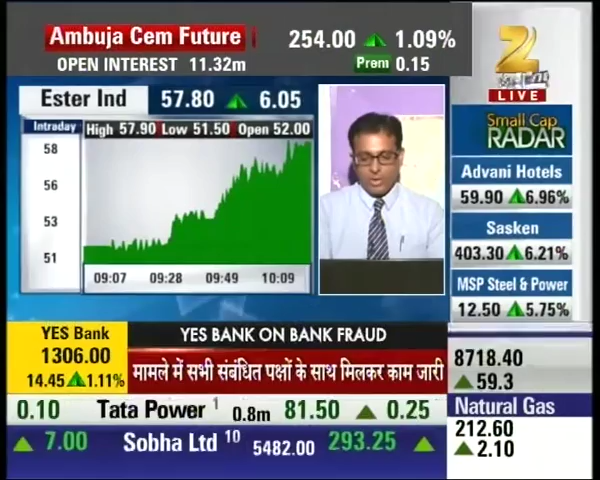 Ambuja Cem Future 254.00 1.09%
OPEN INTEREST 11.32m Prem 0.15
LIVE
Ester Ind 57.80 6.05
Intraday High 57.90 Low 51.50 Open 52.00
58
56
53
51
09:07 09:28 09:49 10:09
Small Cap
RADAR
Advani Hotels
59.90 6.96%
Sasken
403.30 6.21%
MSP Steel & Power
12.50 5.75%
YES Bank
1306.00
14.45 1.11%
YES BANK ON BANK FRAUD
मामले में सभी संबंधित पक्षों के साथ मिलकर काम जारी
8718.40
59.3
0.10 Tata Power 1 0.8m 81.50 0.25
7.00 Sobha Ltd 10 5482.00 293.25
Natural Gas
212.60
2.10